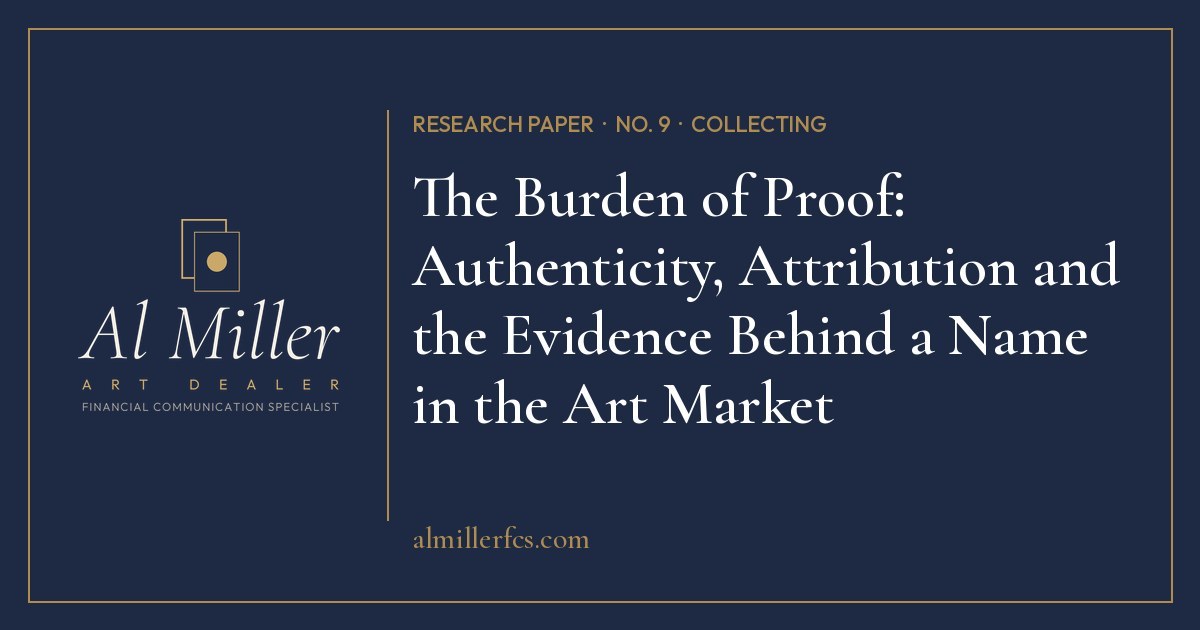 RESEARCH PAPER · NO. 9 · COLLECTING
The Burden of Proof:
Authenticity, Attribution and
the Evidence Behind a Name
in the Art Market
Al Miller
ART DEALER
FINANCIAL COMMUNICATION SPECIALIST
almillerfcs.com